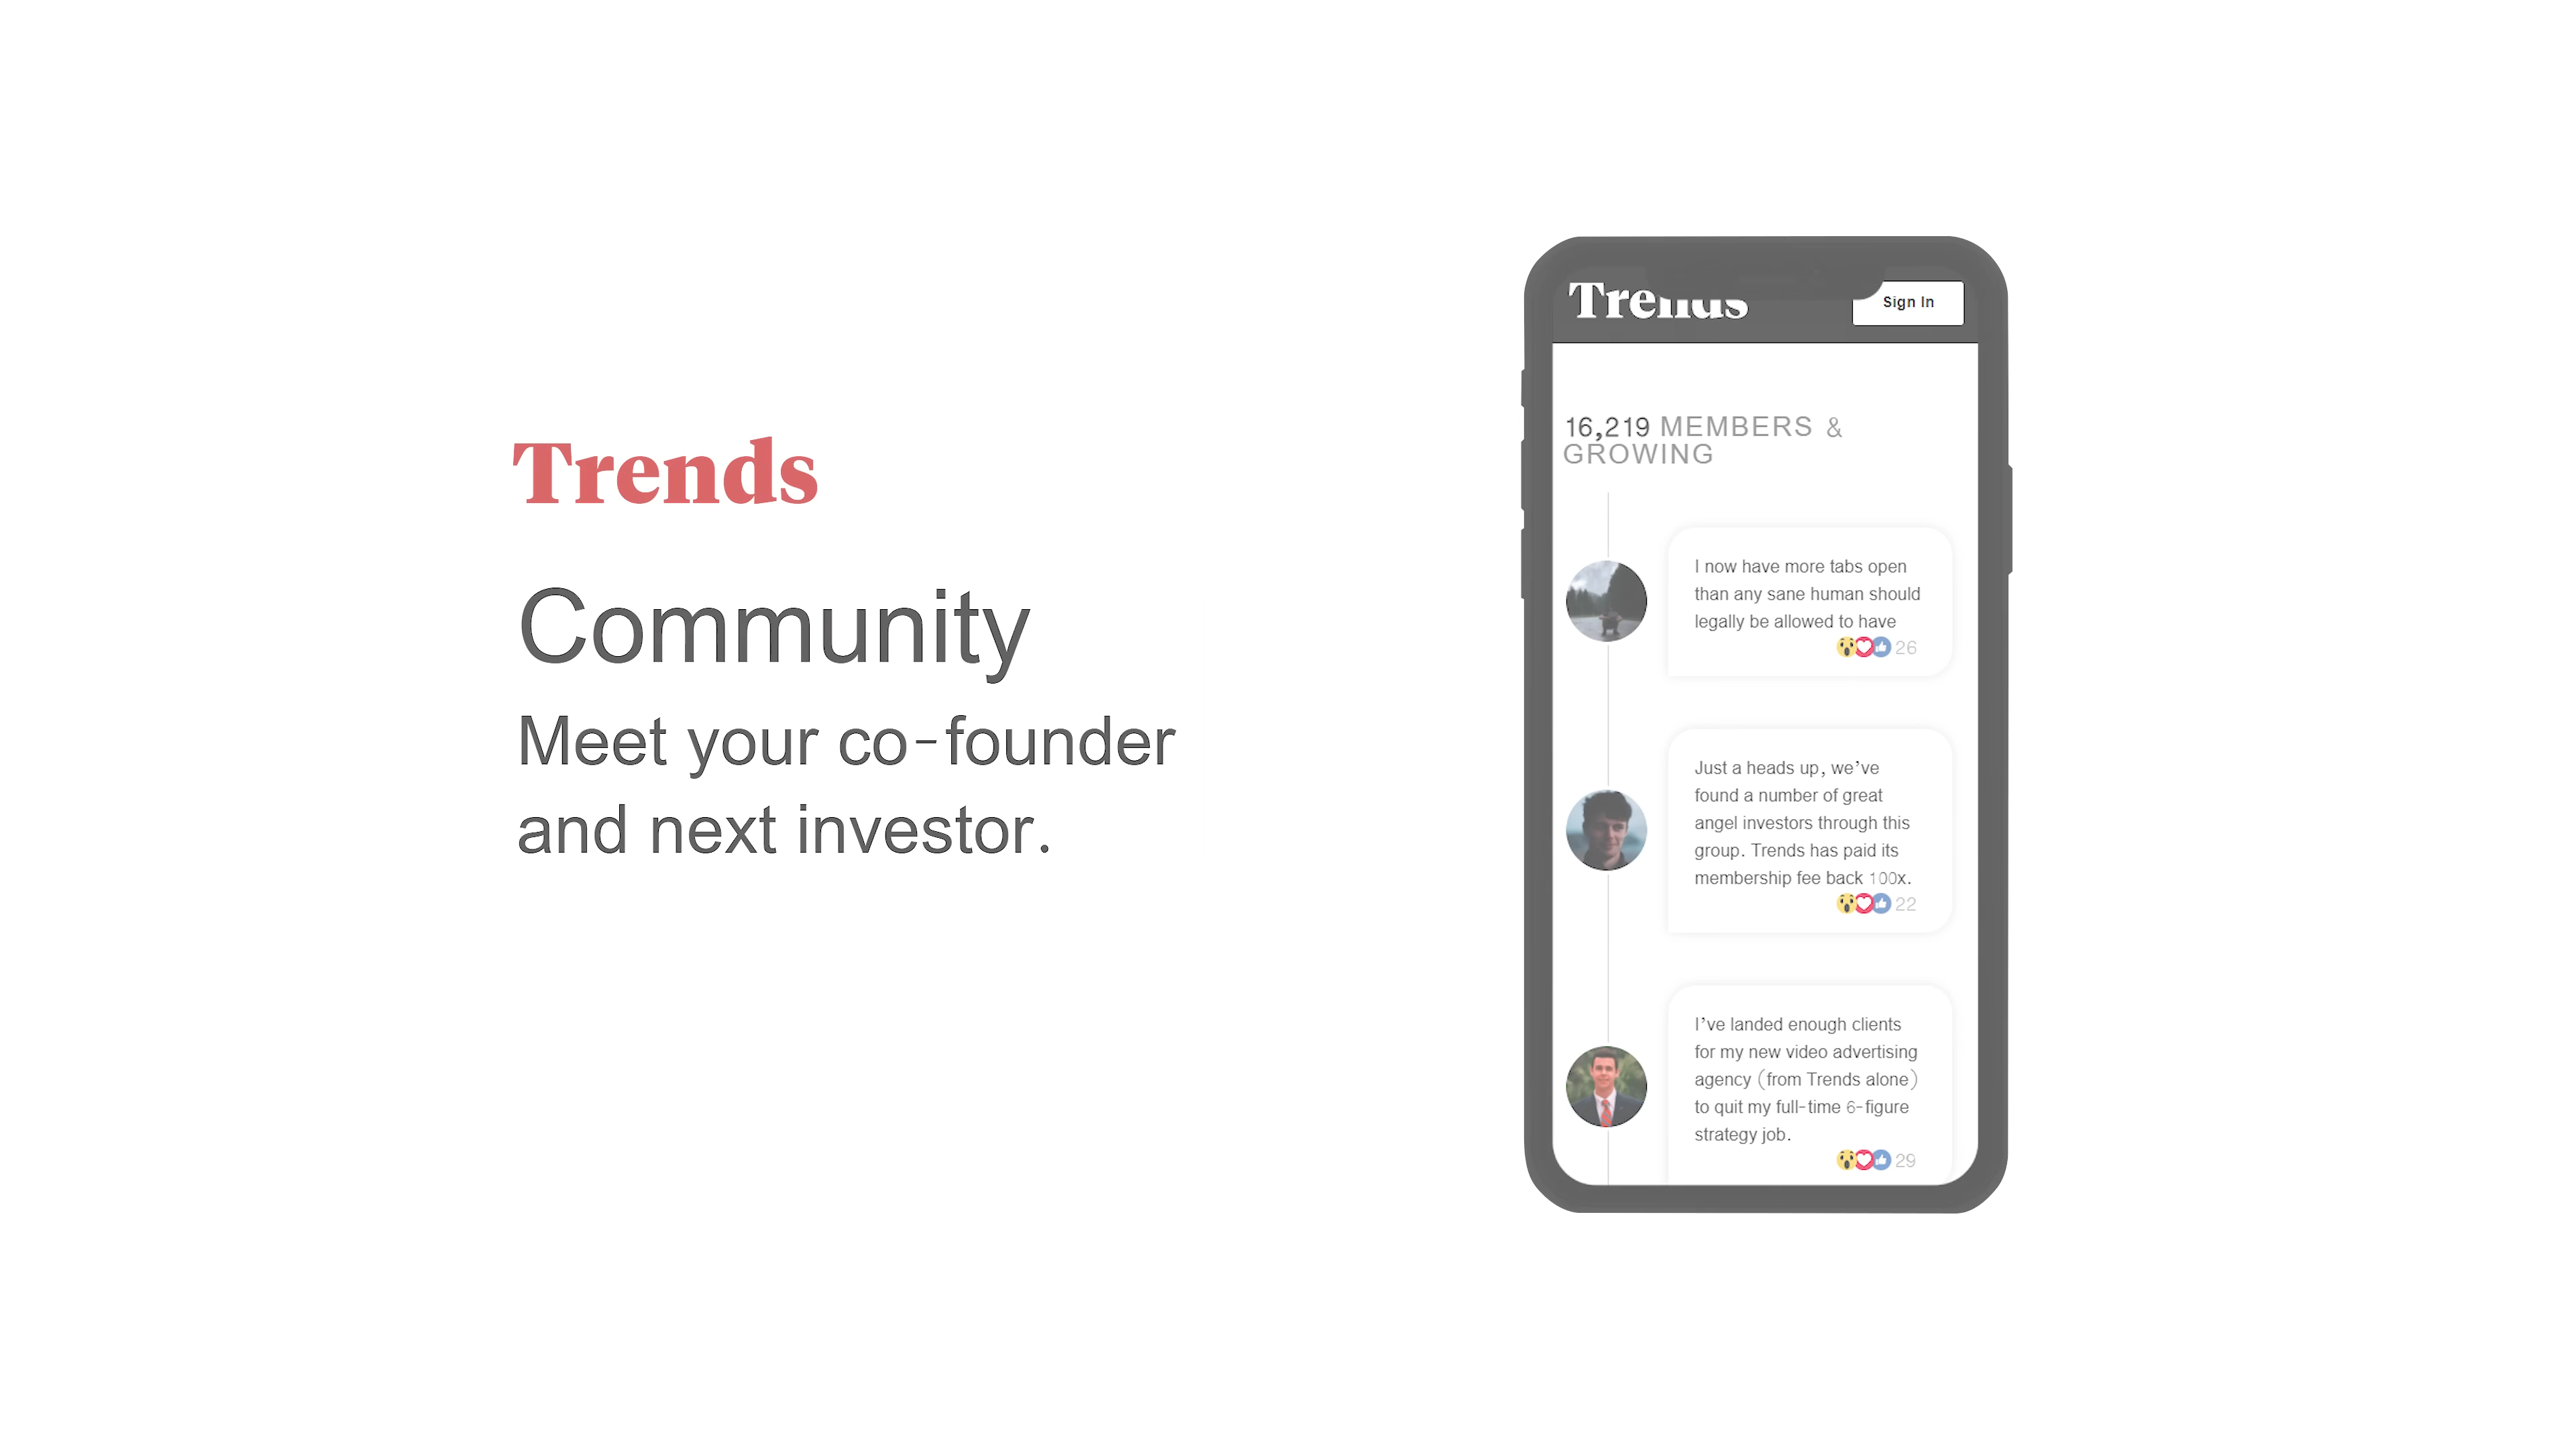 Trends
Community
Meet your co-founder
and next investor.
Trends
Sign In
16,219 MEMBERS &
GROWING
I now have more tabs open
than any sane human should
legally be allowed to have
26
Just a heads up, we’ve
found a number of great
angel investors through this
group. Trends has paid its
membership fee back 100x.
22
I’ve landed enough clients
for my new video advertising
agency (from Trends alone)
to quit my full-time 6-figure
strategy job.
29